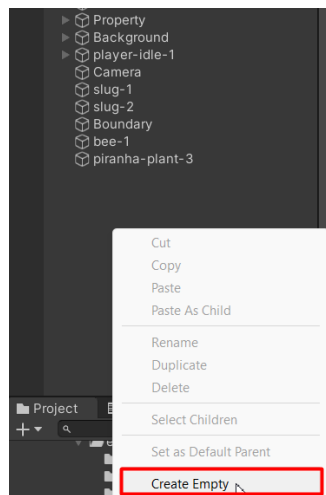 Property
Background
player-idle-1
Camera
slug-1
slug-2
Boundary
bee-1
piranha-plant-3
Cut
Copy
Paste
Paste As Child
Rename
Duplicate
Delete
Select Children
Set as Default Parent
Create Empty
Project